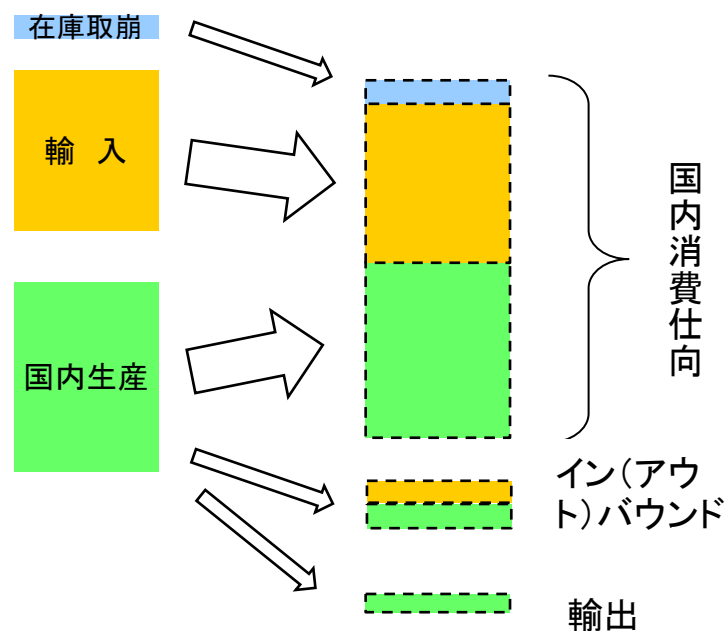 在庫取崩
輸 入
国内生産
国内消費仕向
イン(アウ
ト)バウンド
輸出